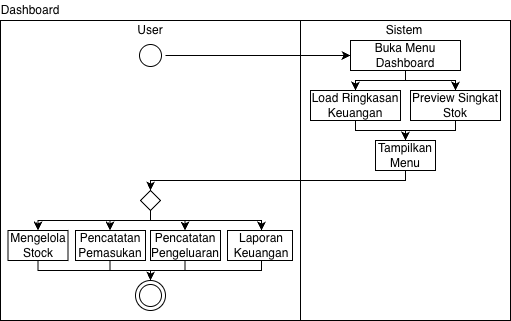 Dashboard
User
Sistem
Buka Menu
Dashboard
Load Ringkasan
Keuangan
Preview Singkat
Stok
Tampilkan
Menu
Mengelola
Stock
Pencatatan
Pemasukan
Pencatatan
Pengeluaran
Laporan
Keuangan